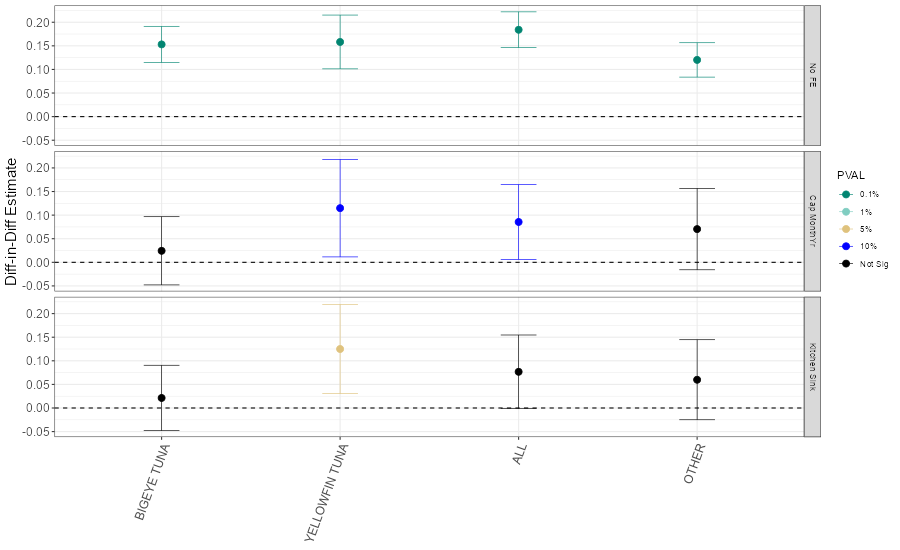 Diff-in-Diff Estimate
0.20
0.15
0.10
0.05
0.00
-0.05
No FE
0.20
0.15
0.10
0.05
0.00
-0.05
Cap MonthYr
0.20
0.15
0.10
0.05
0.00
-0.05
Kitchen Sink
BIGEYE TUNA
YELLOWFIN TUNA
ALL
OTHER
PVAL
0.1%
1%
5%
10%
Not Sig